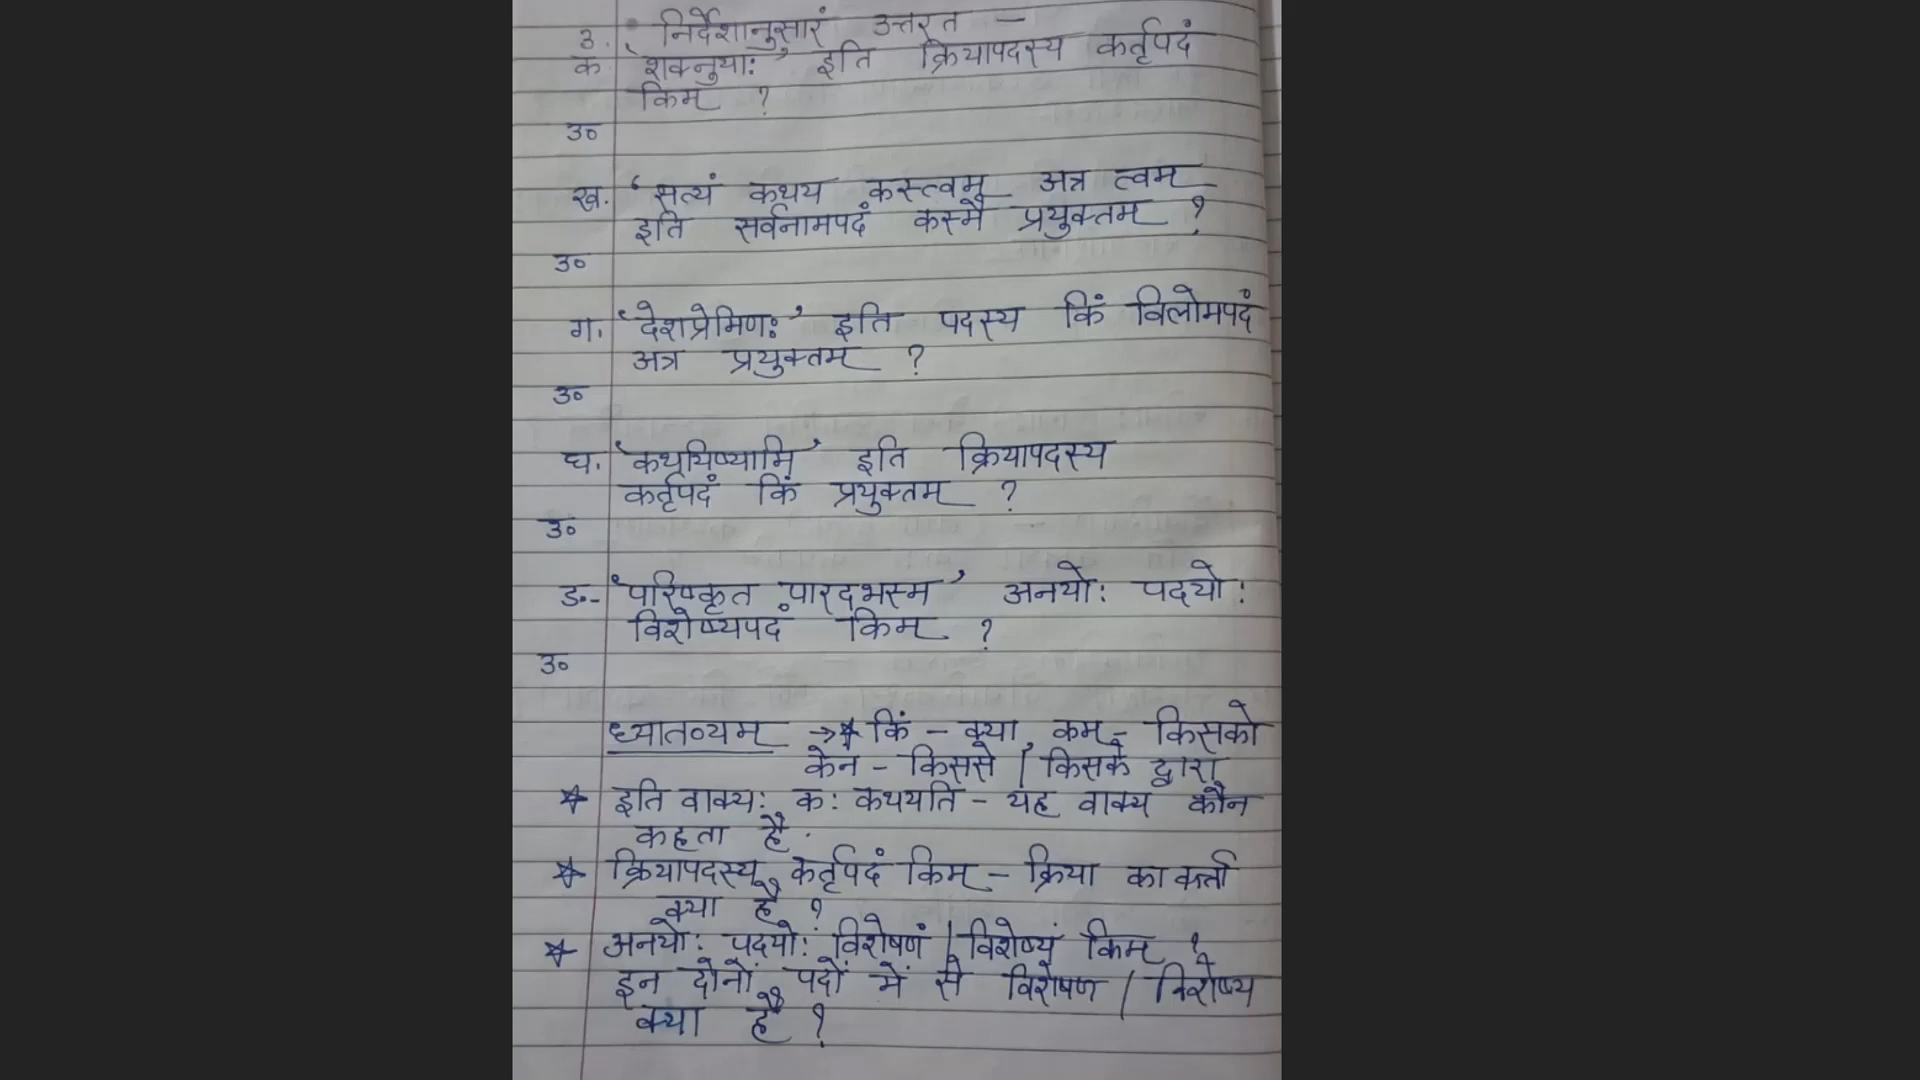 3. निर्देशानुसारं उत्तरत –
क. 'शक्नुयाः' इति क्रियापदस्य कर्तृपदं
किम् ?
उ०
ख. 'सत्यं कथय कस्त्वम् अत्र त्वम्
इति सर्वनामपदं कस्मै प्रयुक्तम् ?
उ०
ग. 'देशप्रेमिणः' इति पदस्य किं विलोमपदं
अत्र प्रयुक्तम् ?
उ०
घ. 'कथयिष्यामि' इति क्रियापदस्य
कर्तृपदं किं प्रयुक्तम् ?
उ०
ङ.- 'परिष्कृत पारदभस्म' अनयोः पदयोः
विशेष्यपदं किम् ?
उ०
ध्यातव्यम् →* किं – क्या, कम् – किसको
केन – किससे / किसके द्वारा
* इति वाक्यः कः कथयति – यह वाक्य कौन
कहता है.
* क्रियापदस्य कर्तृपदं किम् – क्रिया का कर्ता
क्या है ?
* अनयोः पदयोः विशेषणं / विशेष्यं किम् ?
इन दोनों पदों में से विशेषण / विशेष्य
क्या है ?